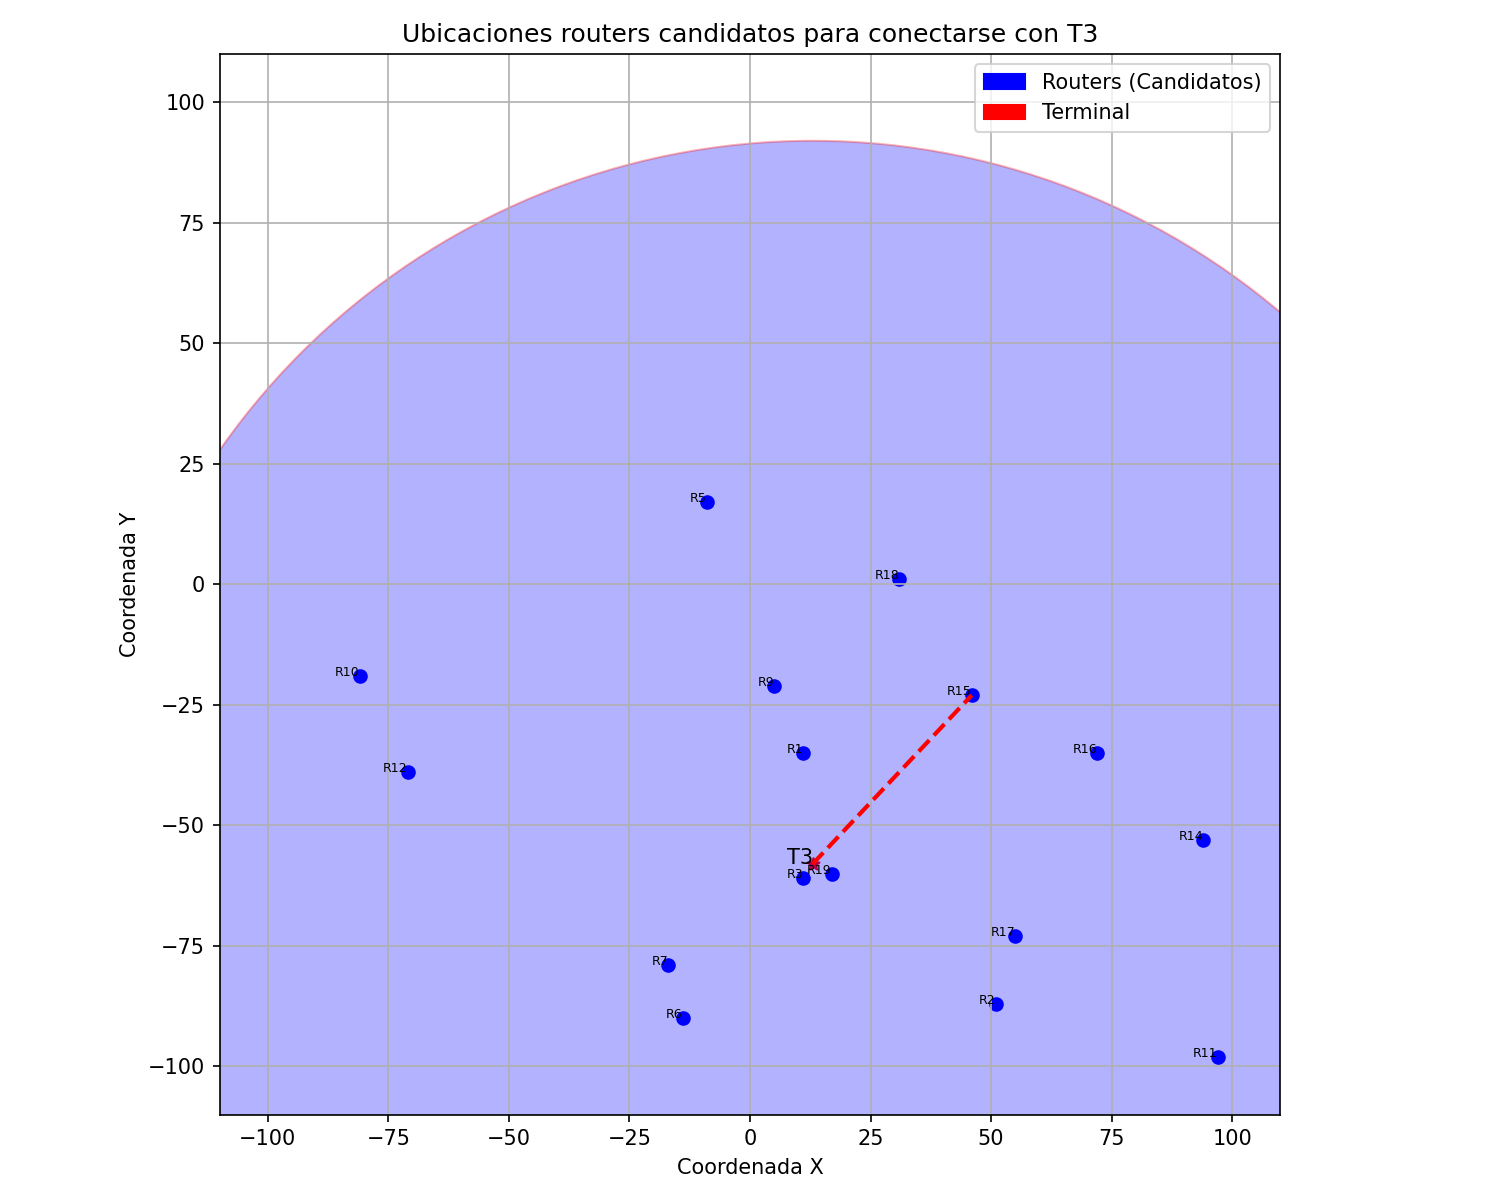 Ubicaciones routers candidatos para conectarse con T3
Routers (Candidatos)
Terminal
Coordenada Y
100
75
50
25
0
−25
−50
−75
−100
R5
R18
R10
R9
R15
R1
R16
R12
R14
T3
R3
R19
R17
R7
R2
R6
R11
−100
−75
−50
−25
0
25
50
75
100
Coordenada X